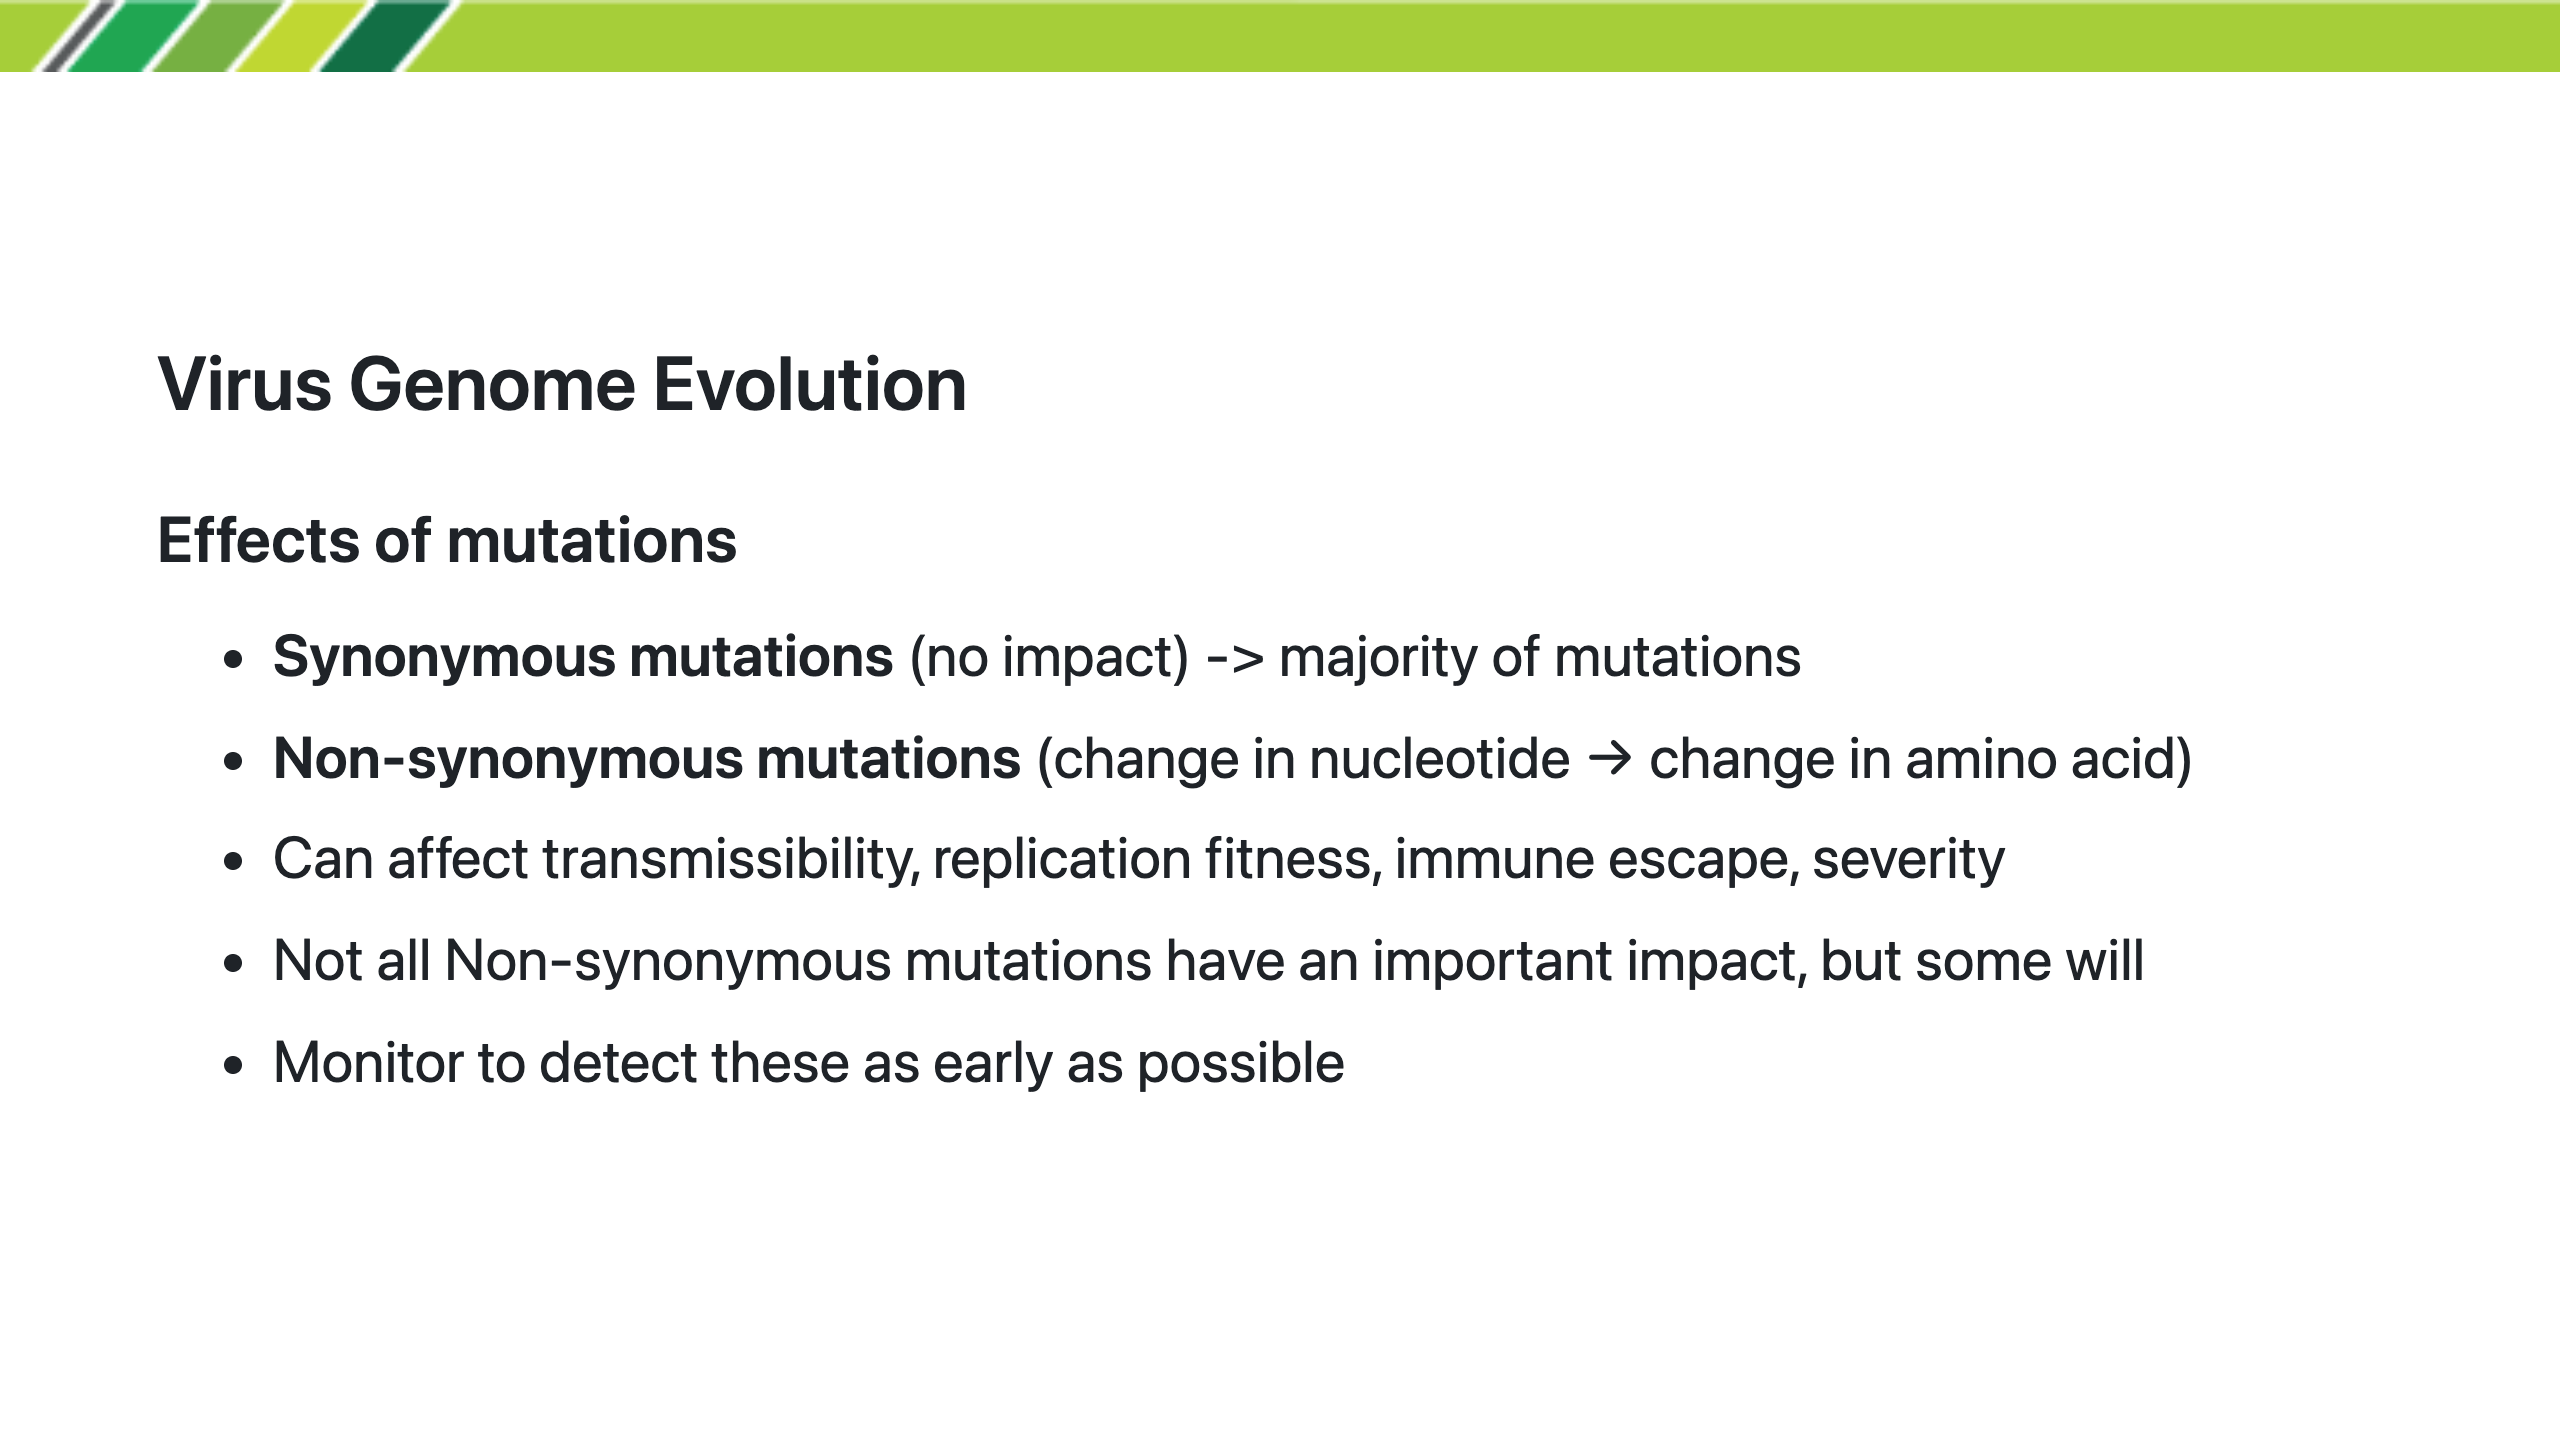 Virus Genome Evolution
Effects of mutations
• Synonymous mutations (no impact) -> majority of mutations
• Non-synonymous mutations (change in nucleotide → change in amino acid)
• Can affect transmissibility, replication fitness, immune escape, severity
• Not all Non-synonymous mutations have an important impact, but some will
• Monitor to detect these as early as possible